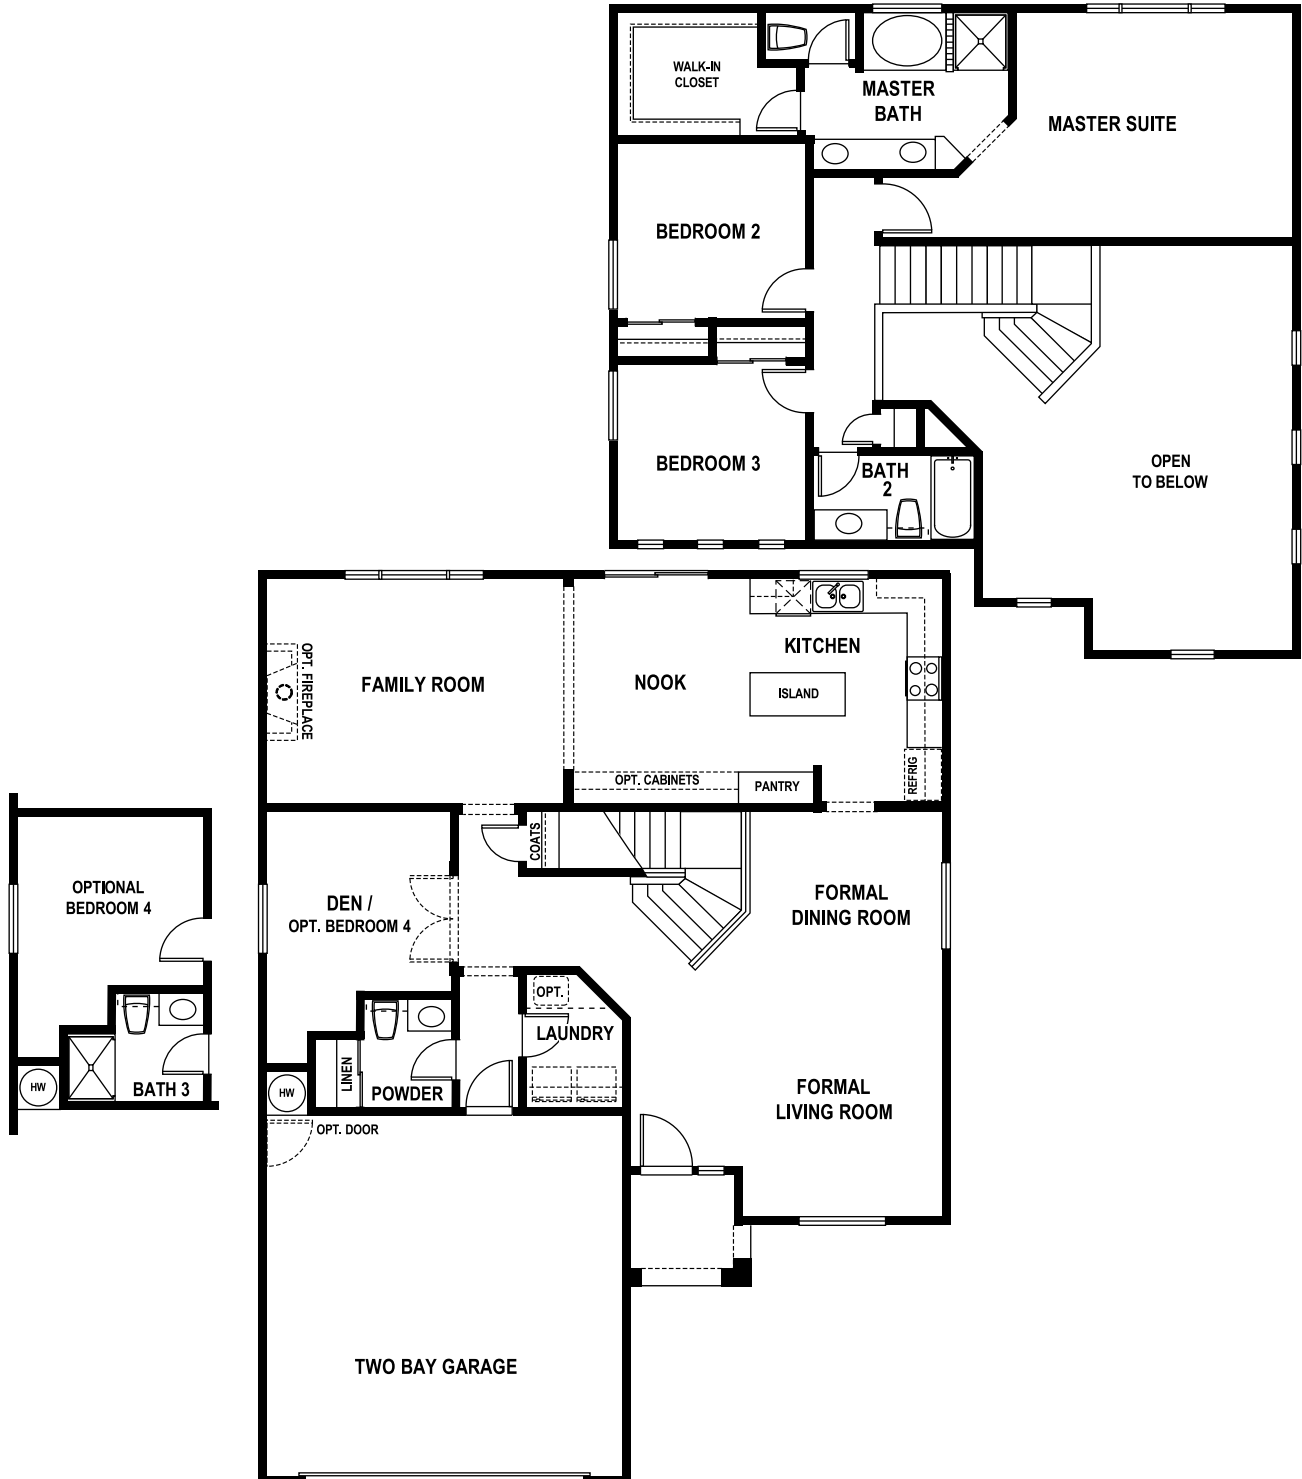 WALK-IN
CLOSET
MASTER
BATH
MASTER SUITE
BEDROOM 2
BEDROOM 3
BATH
2
OPEN
TO BELOW
OPT. FIREPLACE
FAMILY ROOM
NOOK
KITCHEN
ISLAND
OPT. CABINETS
PANTRY
REFRIG
COATS
DEN /
OPT. BEDROOM 4
FORMAL
DINING ROOM
OPT.
LAUNDRY
LINEN
POWDER
HW
OPT. DOOR
FORMAL
LIVING ROOM
TWO BAY GARAGE
OPTIONAL
BEDROOM 4
HW
BATH 3